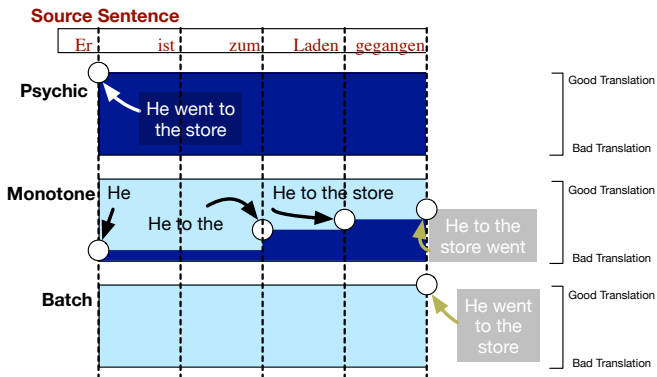 Source Sentence
Er ist zum Laden gegangen
Psychic
He went to
the store
Good Translation
Bad Translation
Monotone
He
He to the
He to the store
He to the
store went
Good Translation
Bad Translation
Batch
He went
to the
store
Good Translation
Bad Translation